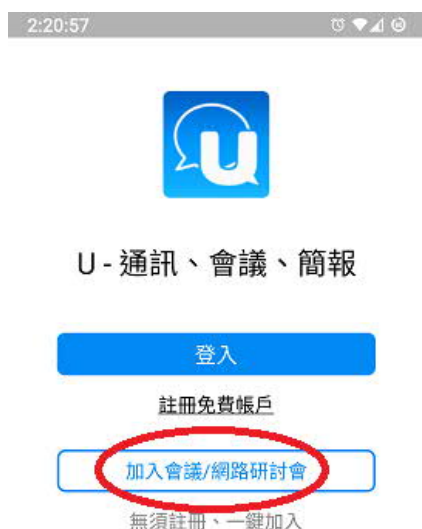 2:20:57
U
U - 通訊、會議、簡報
登入
註冊免費帳戶
加入會議/網路研討會
無須註冊、一鍵加入